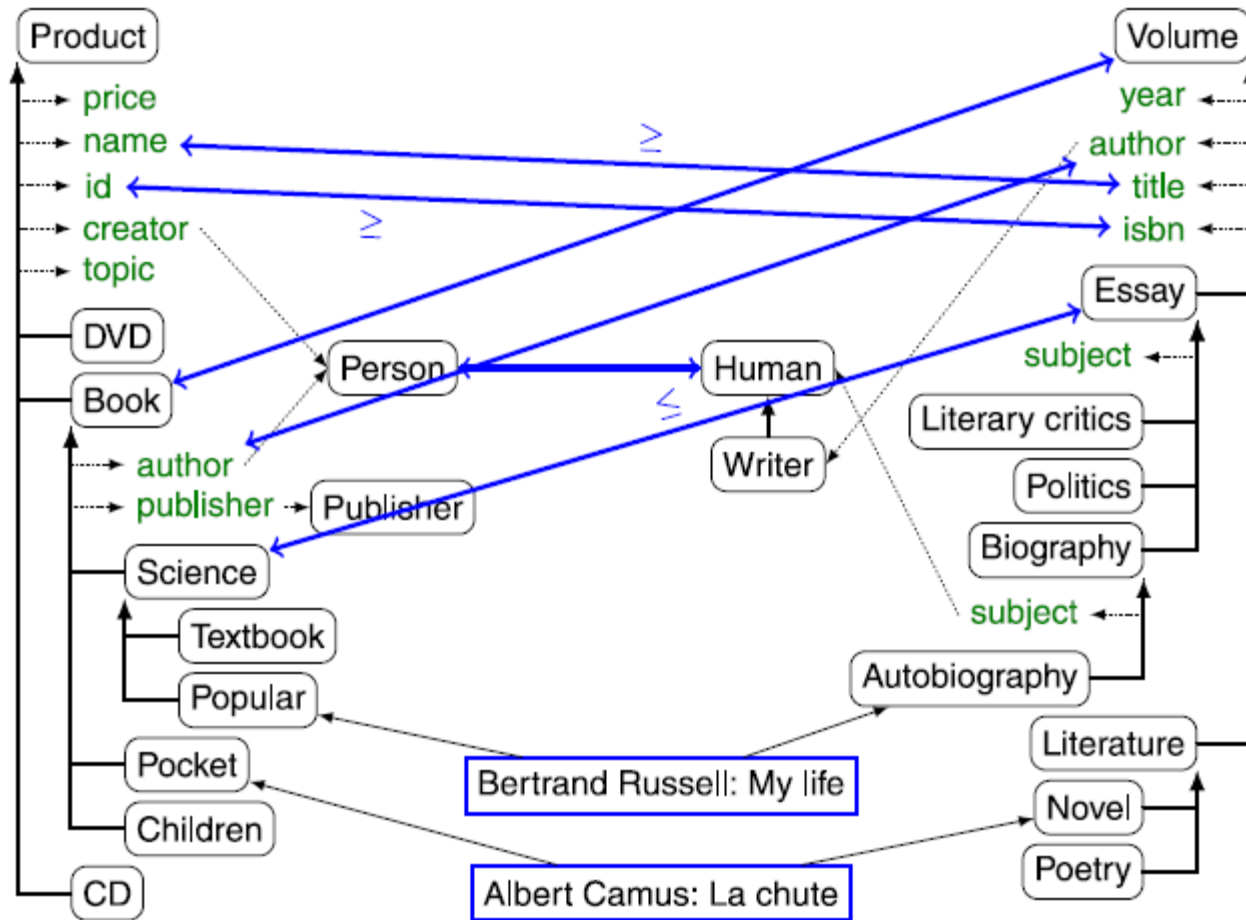 Product
price
name
id
creator
topic
DVD
Book
author
publisher
Publisher
Science
Textbook
Popular
Pocket
Children
CD
≥
≥
≤
Person
Human
Writer
Bertrand Russell: My life
Albert Camus: La chute
Volume
year
author
title
isbn
Essay
subject
Literary critics
Politics
Biography
subject
Autobiography
Literature
Novel
Poetry